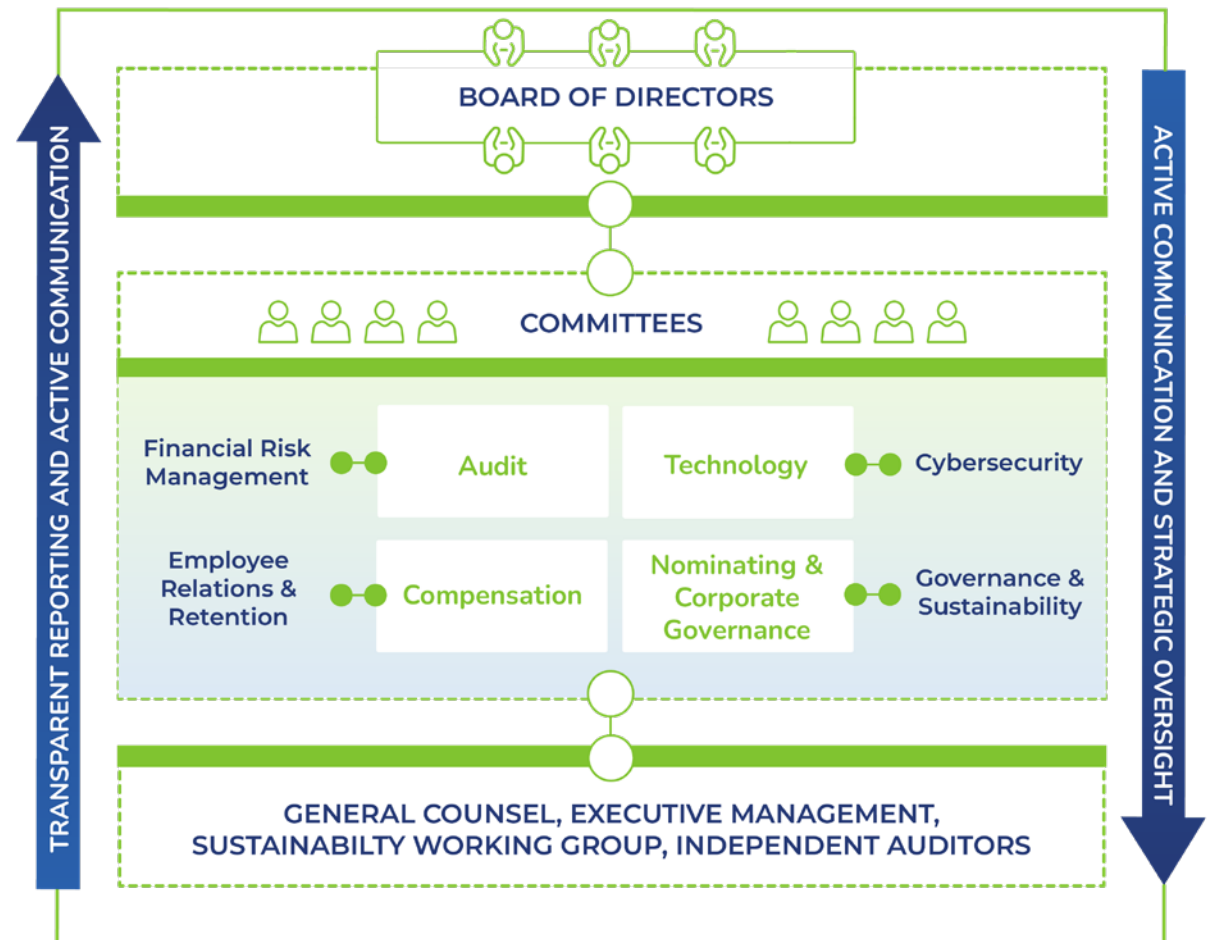 BOARD OF DIRECTORS
TRANSPARENT REPORTING AND ACTIVE COMMUNICATION
ACTIVE COMMUNICATION AND STRATEGIC OVERSIGHT
COMMITTEES
Financial Risk
Management
Audit
Technology
Cybersecurity
Employee
Relations &
Retention
Compensation
Nominating &
Corporate
Governance
Governance &
Sustainability
GENERAL COUNSEL, EXECUTIVE MANAGEMENT,
SUSTAINABILTY WORKING GROUP, INDEPENDENT AUDITORS